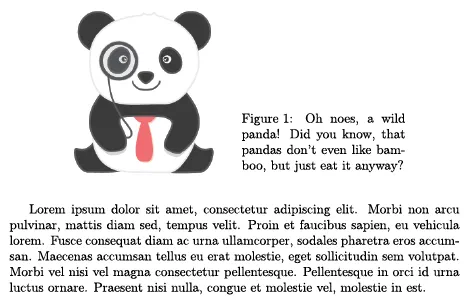 Figure 1: Oh noes, a wild
panda! Did you know, that
pandas don't even like bam-
boo, but just eat it anyway?
Lorem ipsum dolor sit amet, consectetur adipiscing elit. Morbi non arcu
pulvinar, mattis diam sed, tempus velit. Proin et faucibus sapien, eu vehicula
lorem. Fusce consequat diam ac urna ullamcorper, sodales pharetra eros accum-
san. Maecenas accumsan tellus eu erat molestie, eget sollicitudin sem volutpat.
Morbi vel nisi vel magna consectetur pellentesque. Pellentesque in orci id urna
luctus ornare. Praesent nisi nulla, congue et molestie vel, molestie in est.